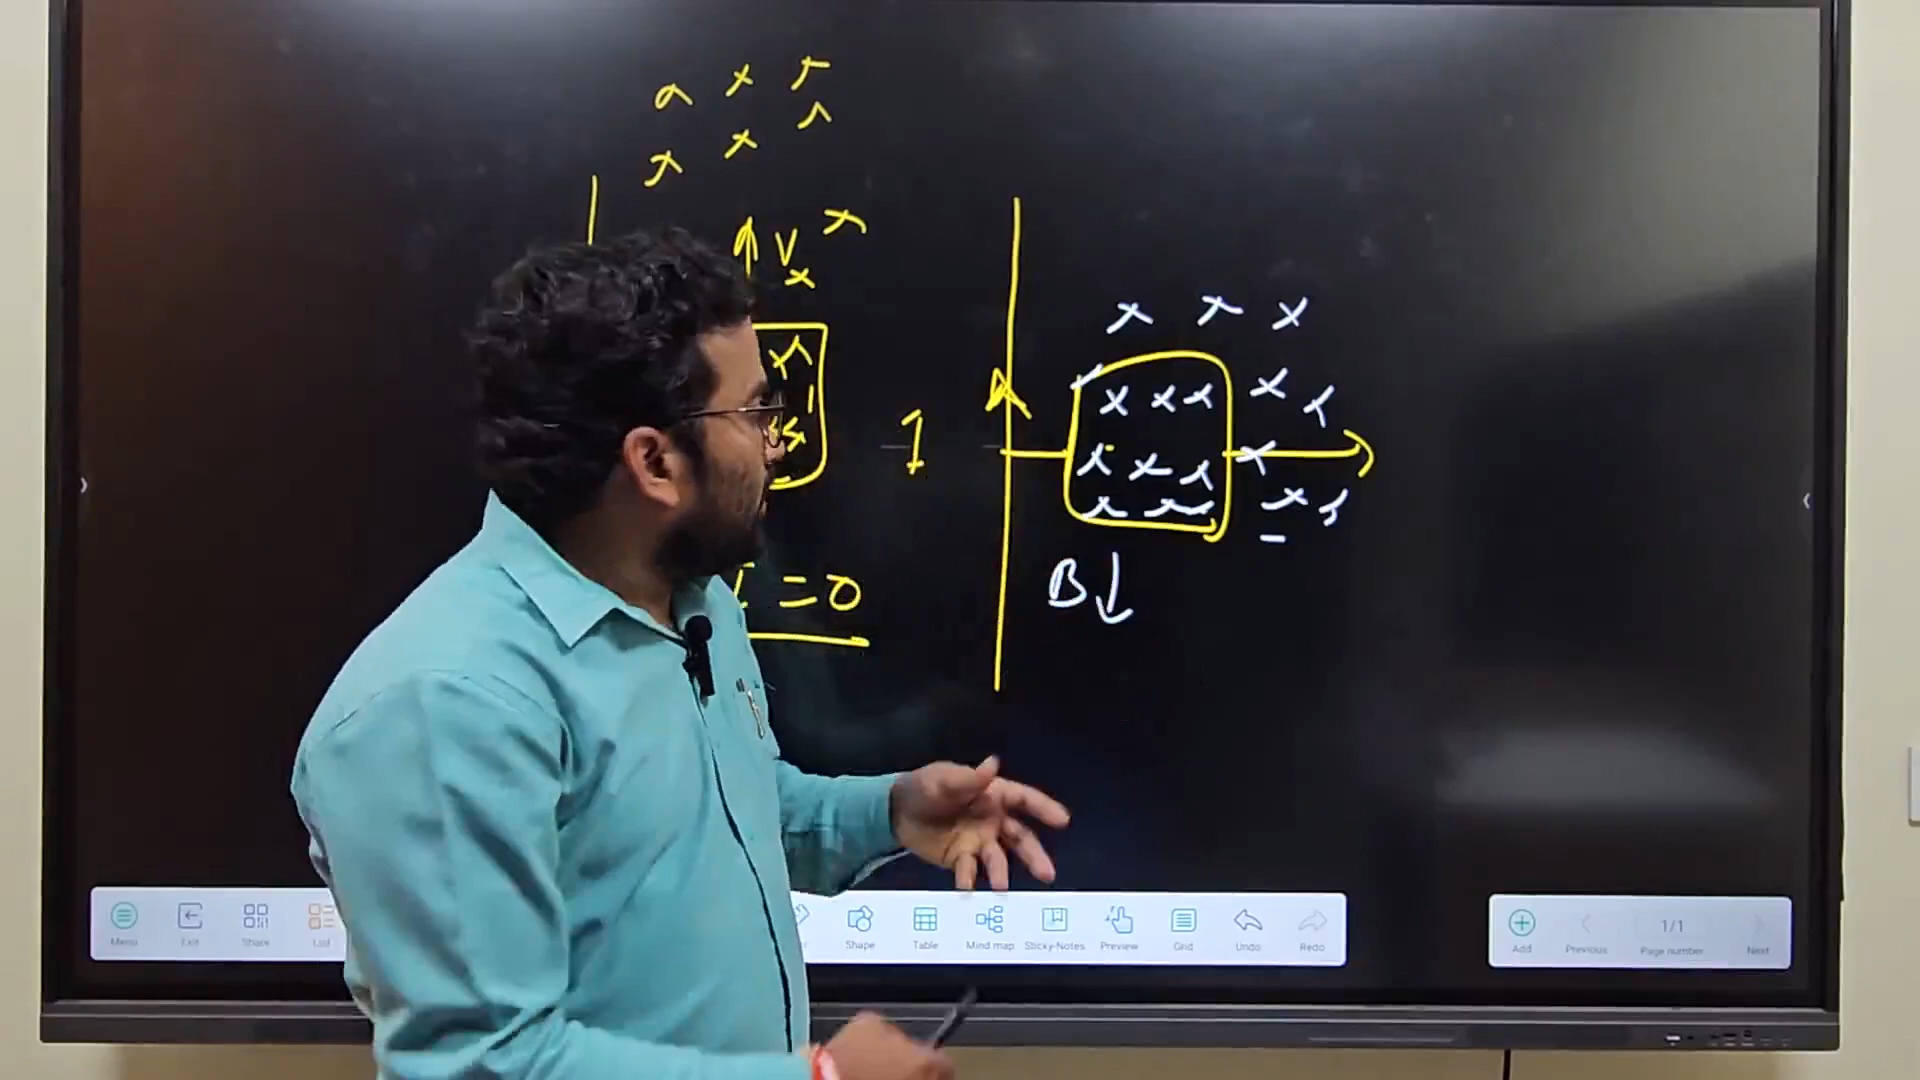 x x x
x x x
V x
x
x x x
x x x x x
x x x x
x x x x x
I
B↓
I = 0
Menu
Exit
Share
List
Shape
Table
Mind map
Sticky-Notes
Preview
Grid
Undo
Redo
Add
Previous
1/1
Page number
Next